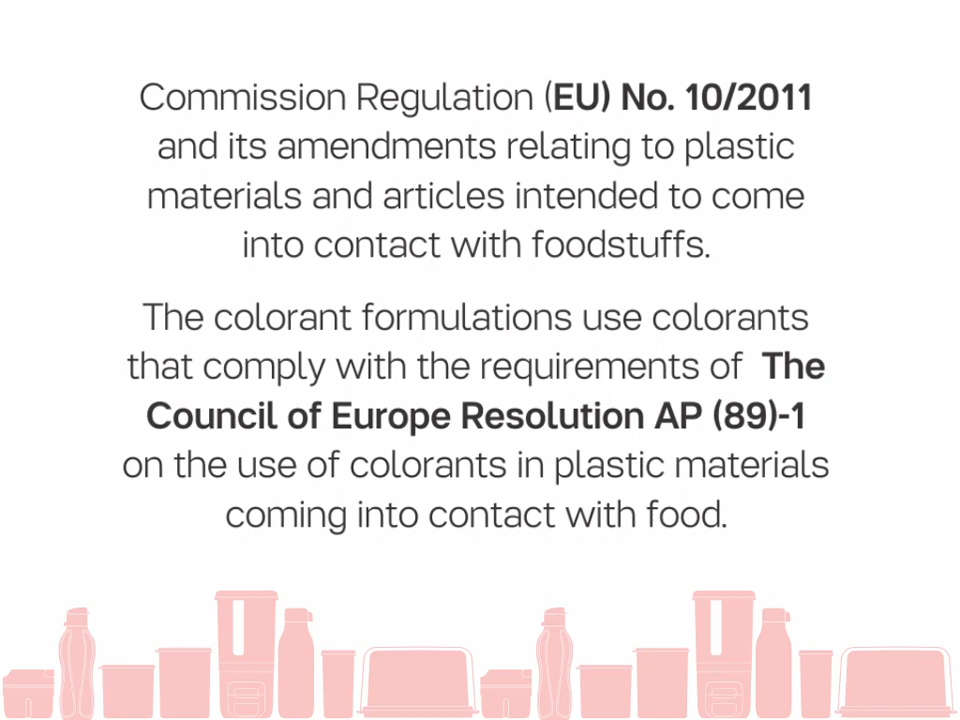 Commission Regulation (EU) No. 10/2011
and its amendments relating to plastic
materials and articles intended to come
into contact with foodstuffs.
The colorant formulations use colorants
that comply with the requirements of The
Council of Europe Resolution AP (89)-1
on the use of colorants in plastic materials
coming into contact with food.